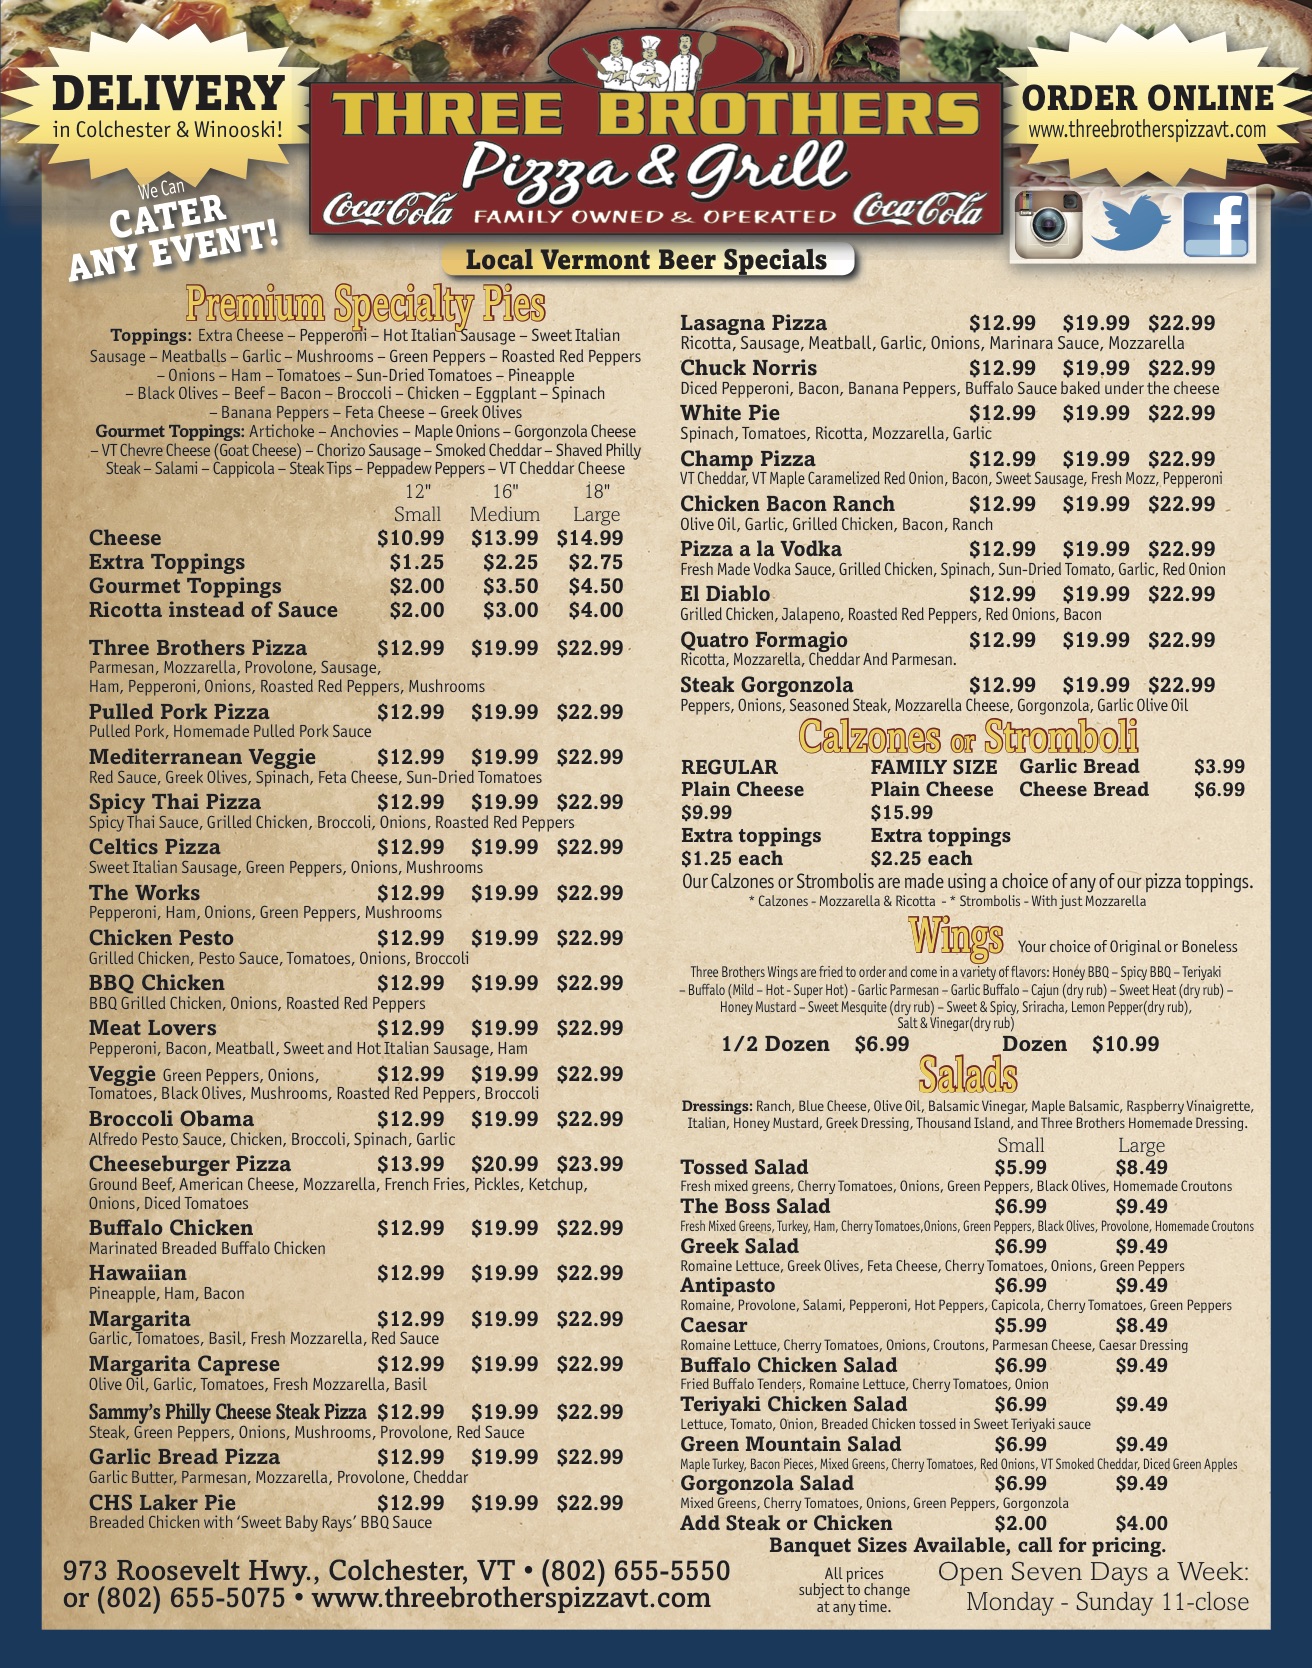 DELIVERY
in Colchester & Winooski!
We Can
CATER
ANY EVENT!
THREE BROTHERS
Pizza & Grill
Coca-Cola FAMILY OWNED & OPERATED Coca-Cola
ORDER ONLINE
www.threebrotherspizzavt.com
f
Local Vermont Beer Specials
Premium Specialty Pies
Toppings: Extra Cheese – Pepperoni – Hot Italian Sausage – Sweet Italian
Sausage – Meatballs – Garlic – Mushrooms – Green Peppers – Roasted Red Peppers
– Onions – Ham – Tomatoes – Sun-Dried Tomatoes – Pineapple
– Black Olives – Beef – Bacon – Broccoli – Chicken – Eggplant – Spinach
– Banana Peppers – Feta Cheese – Greek Olives
Gourmet Toppings: Artichoke – Anchovies – Maple Onions – Gorgonzola Cheese
– VT Chevre Cheese (Goat Cheese) – Chorizo Sausage – Smoked Cheddar – Shaved Philly
Steak – Salami – Cappicola – Steak Tips – Peppadew Peppers – VT Cheddar Cheese
12" 16" 18"
Small Medium Large
Cheese $10.99 $13.99 $14.99
Extra Toppings $1.25 $2.25 $2.75
Gourmet Toppings $2.00 $3.50 $4.50
Ricotta instead of Sauce $2.00 $3.00 $4.00
Three Brothers Pizza $12.99 $19.99 $22.99
Parmesan, Mozzarella, Provolone, Sausage,
Ham, Pepperoni, Onions, Roasted Red Peppers, Mushrooms
Pulled Pork Pizza $12.99 $19.99 $22.99
Pulled Pork, Homemade Pulled Pork Sauce
Mediterranean Veggie $12.99 $19.99 $22.99
Red Sauce, Greek Olives, Spinach, Feta Cheese, Sun-Dried Tomatoes
Spicy Thai Pizza $12.99 $19.99 $22.99
Spicy Thai Sauce, Grilled Chicken, Broccoli, Onions, Roasted Red Peppers
Celtics Pizza $12.99 $19.99 $22.99
Sweet Italian Sausage, Green Peppers, Onions, Mushrooms
The Works $12.99 $19.99 $22.99
Pepperoni, Ham, Onions, Green Peppers, Mushrooms
Chicken Pesto $12.99 $19.99 $22.99
Grilled Chicken, Pesto Sauce, Tomatoes, Onions, Broccoli
BBQ Chicken $12.99 $19.99 $22.99
BBQ Grilled Chicken, Onions, Roasted Red Peppers
Meat Lovers $12.99 $19.99 $22.99
Pepperoni, Bacon, Meatball, Sweet and Hot Italian Sausage, Ham
Veggie Green Peppers, Onions, $12.99 $19.99 $22.99
Tomatoes, Black Olives, Mushrooms, Roasted Red Peppers, Broccoli
Broccoli Obama $12.99 $19.99 $22.99
Alfredo Pesto Sauce, Chicken, Broccoli, Spinach, Garlic
Cheeseburger Pizza $13.99 $20.99 $23.99
Ground Beef, American Cheese, Mozzarella, French Fries, Pickles, Ketchup,
Onions, Diced Tomatoes
Buffalo Chicken $12.99 $19.99 $22.99
Marinated Breaded Buffalo Chicken
Hawaiian $12.99 $19.99 $22.99
Pineapple, Ham, Bacon
Margarita $12.99 $19.99 $22.99
Garlic, Tomatoes, Basil, Fresh Mozzarella, Red Sauce
Margarita Caprese $12.99 $19.99 $22.99
Olive Oil, Garlic, Tomatoes, Fresh Mozzarella, Basil
Sammy's Philly Cheese Steak Pizza $12.99 $19.99 $22.99
Steak, Green Peppers, Onions, Mushrooms, Provolone, Red Sauce
Garlic Bread Pizza $12.99 $19.99 $22.99
Garlic Butter, Parmesan, Mozzarella, Provolone, Cheddar
CHS Laker Pie $12.99 $19.99 $22.99
Breaded Chicken with 'Sweet Baby Rays' BBQ Sauce
Lasagna Pizza $12.99 $19.99 $22.99
Ricotta, Sausage, Meatball, Garlic, Onions, Marinara Sauce, Mozzarella
Chuck Norris $12.99 $19.99 $22.99
Diced Pepperoni, Bacon, Banana Peppers, Buffalo Sauce baked under the cheese
White Pie $12.99 $19.99 $22.99
Spinach, Tomatoes, Ricotta, Mozzarella, Garlic
Champ Pizza $12.99 $19.99 $22.99
VT Cheddar, VT Maple Caramelized Red Onion, Bacon, Sweet Sausage, Fresh Mozz, Pepperoni
Chicken Bacon Ranch $12.99 $19.99 $22.99
Olive Oil, Garlic, Grilled Chicken, Bacon, Ranch
Pizza a la Vodka $12.99 $19.99 $22.99
Fresh Made Vodka Sauce, Grilled Chicken, Spinach, Sun-Dried Tomato, Garlic, Red Onion
El Diablo $12.99 $19.99 $22.99
Grilled Chicken, Jalapeno, Roasted Red Peppers, Red Onions, Bacon
Quatro Formagio $12.99 $19.99 $22.99
Ricotta, Mozzarella, Cheddar And Parmesan.
Steak Gorgonzola $12.99 $19.99 $22.99
Peppers, Onions, Seasoned Steak, Mozzarella Cheese, Gorgonzola, Garlic Olive Oil
Calzones or Stromboli
REGULAR FAMILY SIZE Garlic Bread $3.99
Plain Cheese Plain Cheese Cheese Bread $6.99
$9.99 $15.99
Extra toppings Extra toppings
$1.25 each $2.25 each
Our Calzones or Strombolis are made using a choice of any of our pizza toppings.
* Calzones - Mozzarella & Ricotta - * Strombolis - With just Mozzarella
Wings Your choice of Original or Boneless
Three Brothers Wings are fried to order and come in a variety of flavors: Honey BBQ – Spicy BBQ – Teriyaki
– Buffalo (Mild – Hot - Super Hot) - Garlic Parmesan – Garlic Buffalo – Cajun (dry rub) – Sweet Heat (dry rub) –
Honey Mustard – Sweet Mesquite (dry rub) – Sweet & Spicy, Sriracha, Lemon Pepper(dry rub),
Salt & Vinegar(dry rub)
1/2 Dozen $6.99 Dozen $10.99
Salads
Dressings: Ranch, Blue Cheese, Olive Oil, Balsamic Vinegar, Maple Balsamic, Raspberry Vinaigrette,
Italian, Honey Mustard, Greek Dressing, Thousand Island, and Three Brothers Homemade Dressing.
Small Large
Tossed Salad $5.99 $8.49
Fresh mixed greens, Cherry Tomatoes, Onions, Green Peppers, Black Olives, Homemade Croutons
The Boss Salad $6.99 $9.49
Fresh Mixed Greens, Turkey, Ham, Cherry Tomatoes,Onions, Green Peppers, Black Olives, Provolone, Homemade Croutons
Greek Salad $6.99 $9.49
Romaine Lettuce, Greek Olives, Feta Cheese, Cherry Tomatoes, Onions, Green Peppers
Antipasto $6.99 $9.49
Romaine, Provolone, Salami, Pepperoni, Hot Peppers, Capicola, Cherry Tomatoes, Green Peppers
Caesar $5.99 $8.49
Romaine Lettuce, Cherry Tomatoes, Onions, Croutons, Parmesan Cheese, Caesar Dressing
Buffalo Chicken Salad $6.99 $9.49
Fried Buffalo Tenders, Romaine Lettuce, Cherry Tomatoes, Onion
Teriyaki Chicken Salad $6.99 $9.49
Lettuce, Tomato, Onion, Breaded Chicken tossed in Sweet Teriyaki sauce
Green Mountain Salad $6.99 $9.49
Maple Turkey, Bacon Pieces, Mixed Greens, Cherry Tomatoes, Red Onions, VT Smoked Cheddar, Diced Green Apples
Gorgonzola Salad $6.99 $9.49
Mixed Greens, Cherry Tomatoes, Onions, Green Peppers, Gorgonzola
Add Steak or Chicken $2.00 $4.00
Banquet Sizes Available, call for pricing.
973 Roosevelt Hwy., Colchester, VT • (802) 655-5550
or (802) 655-5075 • www.threebrotherspizzavt.com
All prices
subject to change
at any time.
Open Seven Days a Week:
Monday - Sunday 11-close